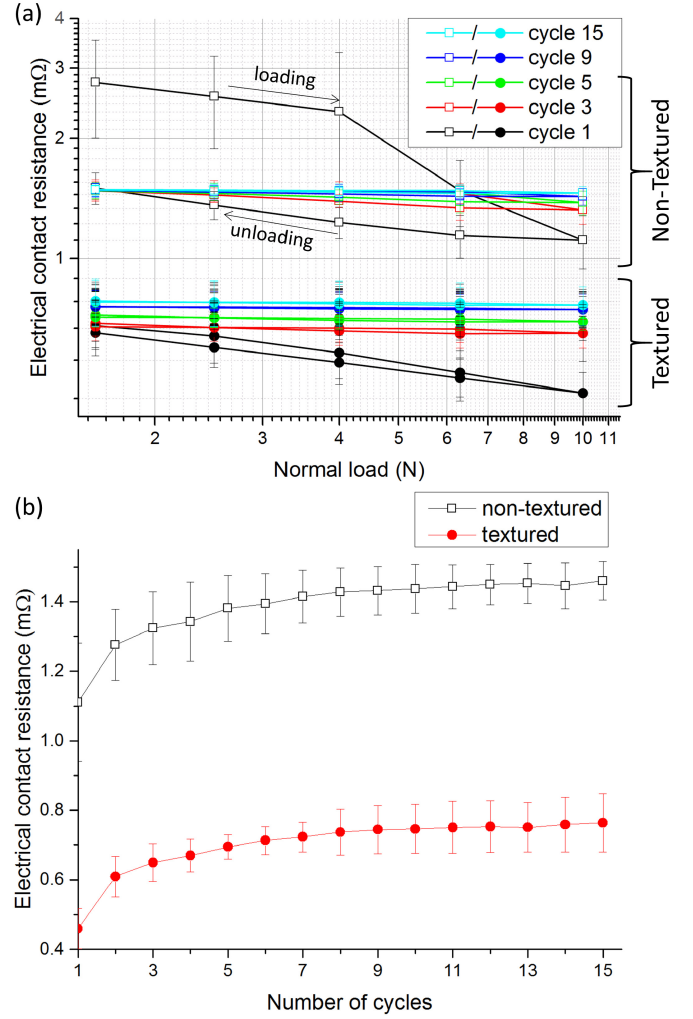 (a)
4
3
2
1
Electrical contact resistance (mΩ)
/ cycle 15
/ cycle 9
/ cycle 5
/ cycle 3
/ cycle 1
loading
unloading
Non-Textured
Textured
2 3 4 5 6 7 8 9 10 11
Normal load (N)
(b)
non-textured
textured
1.4
1.2
1.0
0.8
0.6
0.4
Electrical contact resistance (mΩ)
1 3 5 7 9 11 13 15
Number of cycles